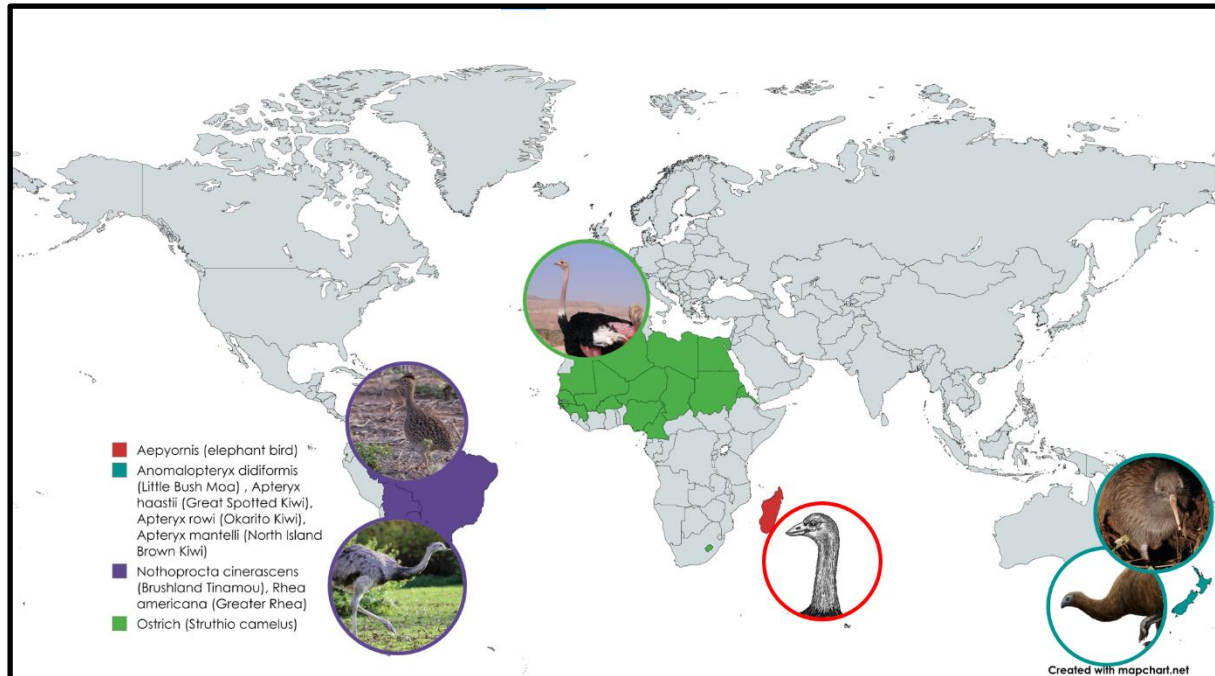 Aepyornis (elephant bird)
Anomalopteryx didiformis
(Little Bush Moa) , Apteryx
haastii (Great Spotted Kiwi),
Apteryx rowi (Okarito Kiwi),
Apteryx mantelli (North Island
Brown Kiwi)
Nothoprocta cinerascens
(Brushland Tinamou), Rhea
americana (Greater Rhea)
Ostrich (Struthio camelus)
Created with mapchart.net